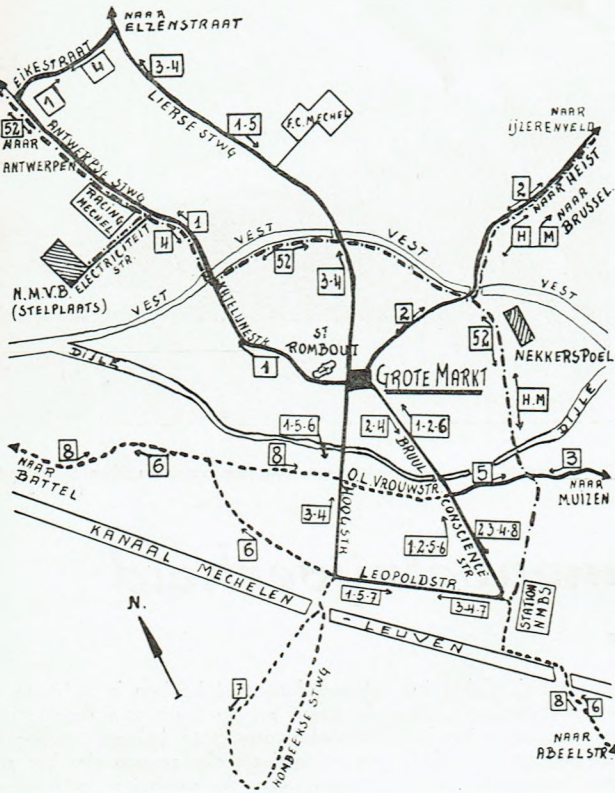 NAAR
ELZENSTRAAT
EIKESTRAAT
1
4
3-4
LIERSE STWG
1-5
F.C. MECHEL
52
NAAR
ANTWERPEN
ANTWERPSE STWG
RACING
MECHEL
ELECTRICITEIT
STR.
N.M.V.B.
(STELPLAATS)
1
4
NAAR
IJZERENVELD
2
NAAR HEIST
H
M
NAAR
BRUSSEL
VEST
VEST
VEST
VEST
52
3-4
2
52
NEKKERSPOEL
H.M
1
ST
ROMBOUT
GROTE MARKT
DIJLE
DIJLE
1-5-6
2-4
BRUUL
1-2-6
8
6
8
O.L. VROUWSTR
5
3
NAAR
BATTEL
NAAR
MUIZEN
3-4
HOOGSTR
CONSCIENCE
STR
2.3.4-8
1-2-5-6
6
KANAAL MECHELEN
-LEUVEN
LEOPOLDSTR
1-5-7
3-4-7
STATION
NMBS
N.
7
HOMBEEKSE STWG
8
6
NAAR
ABEELSTR.